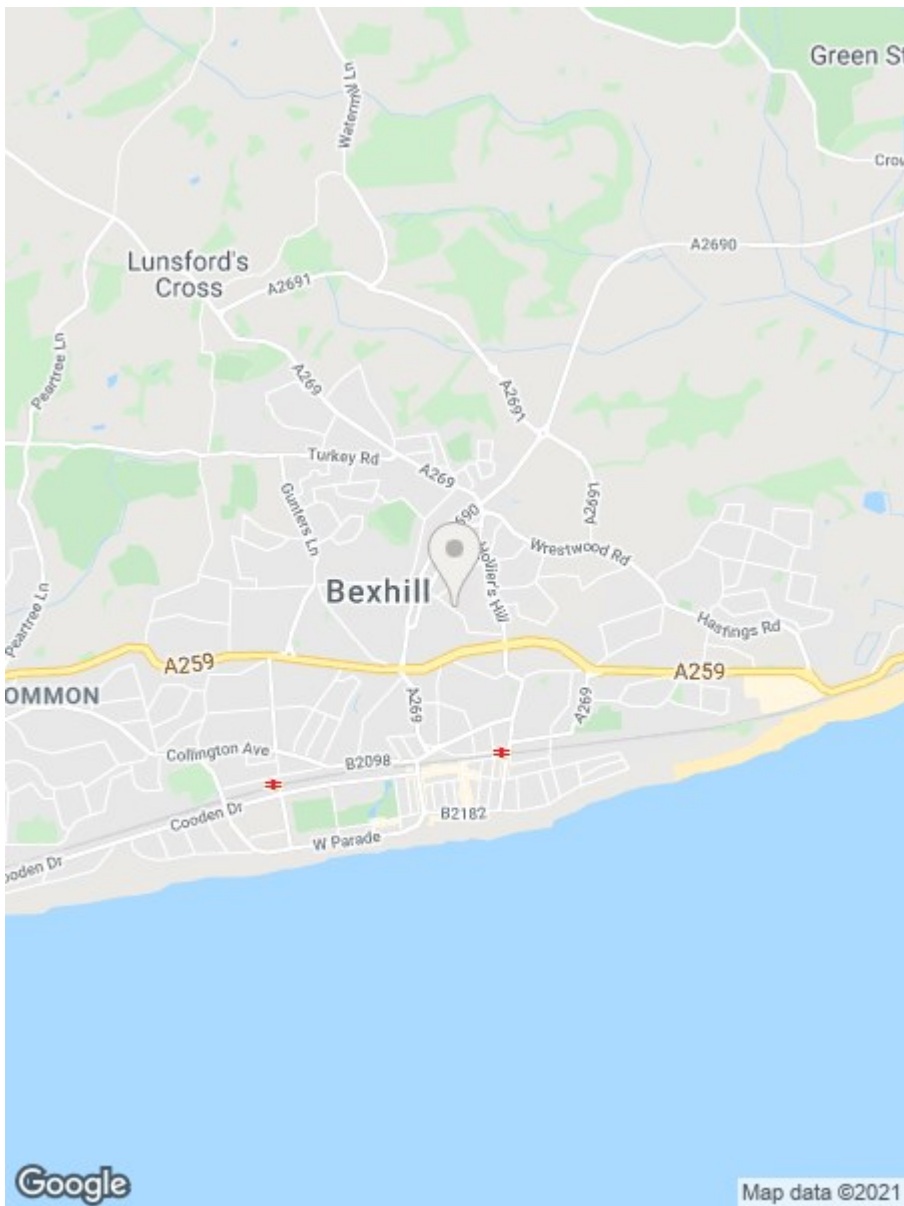 Green St
Watermill Ln
Crow
A2690
Lunsford's
Cross
A2691
Peartree Ln
A269
A2691
Turkey Rd
A269
A2691
Gunters Ln
690
Wrestwood Rd
Holliers Hill
Bexhill
Peartree Ln
Hastings Rd
A259
A259
OMMON
A269
A269
Collington Ave
B2098
Cooden Dr
B2182
W Parade
ooden Dr
Google
Map data ©2021